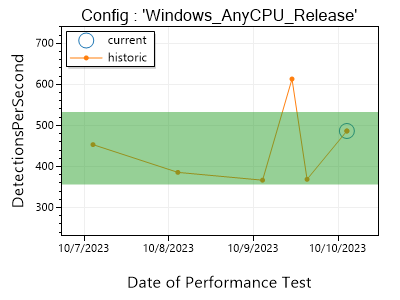 Config : 'Windows_AnyCPU_Release'
current
historic
DetectionsPerSecond
700
600
500
400
300
10/7/2023
10/8/2023
10/9/2023
10/10/2023
Date of Performance Test